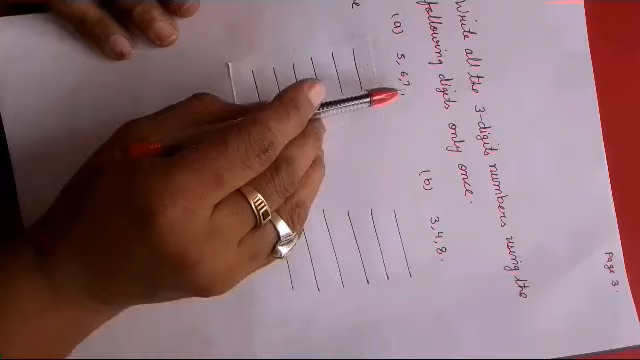 Page 3.
Write all the 3-digits numbers using the
following digits only once.
(a) 5, 6, 7, (b) 3, 4, 8.